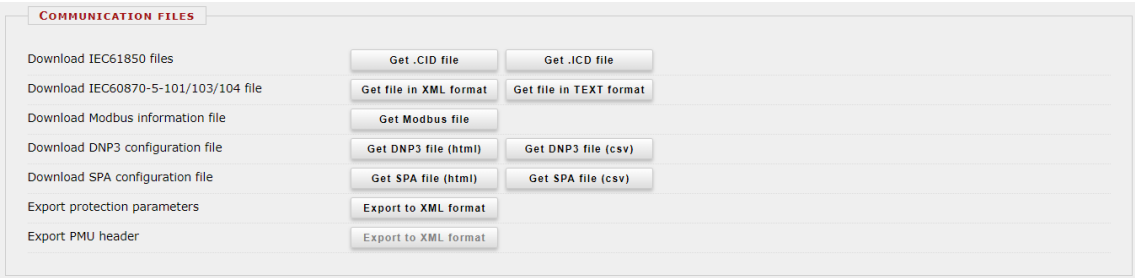 COMMUNICATION FILES
Download IEC61850 files Get .CID file Get .ICD file
Download IEC60870-5-101/103/104 file Get file in XML format Get file in TEXT format
Download Modbus information file Get Modbus file
Download DNP3 configuration file Get DNP3 file (html) Get DNP3 file (csv)
Download SPA configuration file Get SPA file (html) Get SPA file (csv)
Export protection parameters Export to XML format
Export PMU header Export to XML format